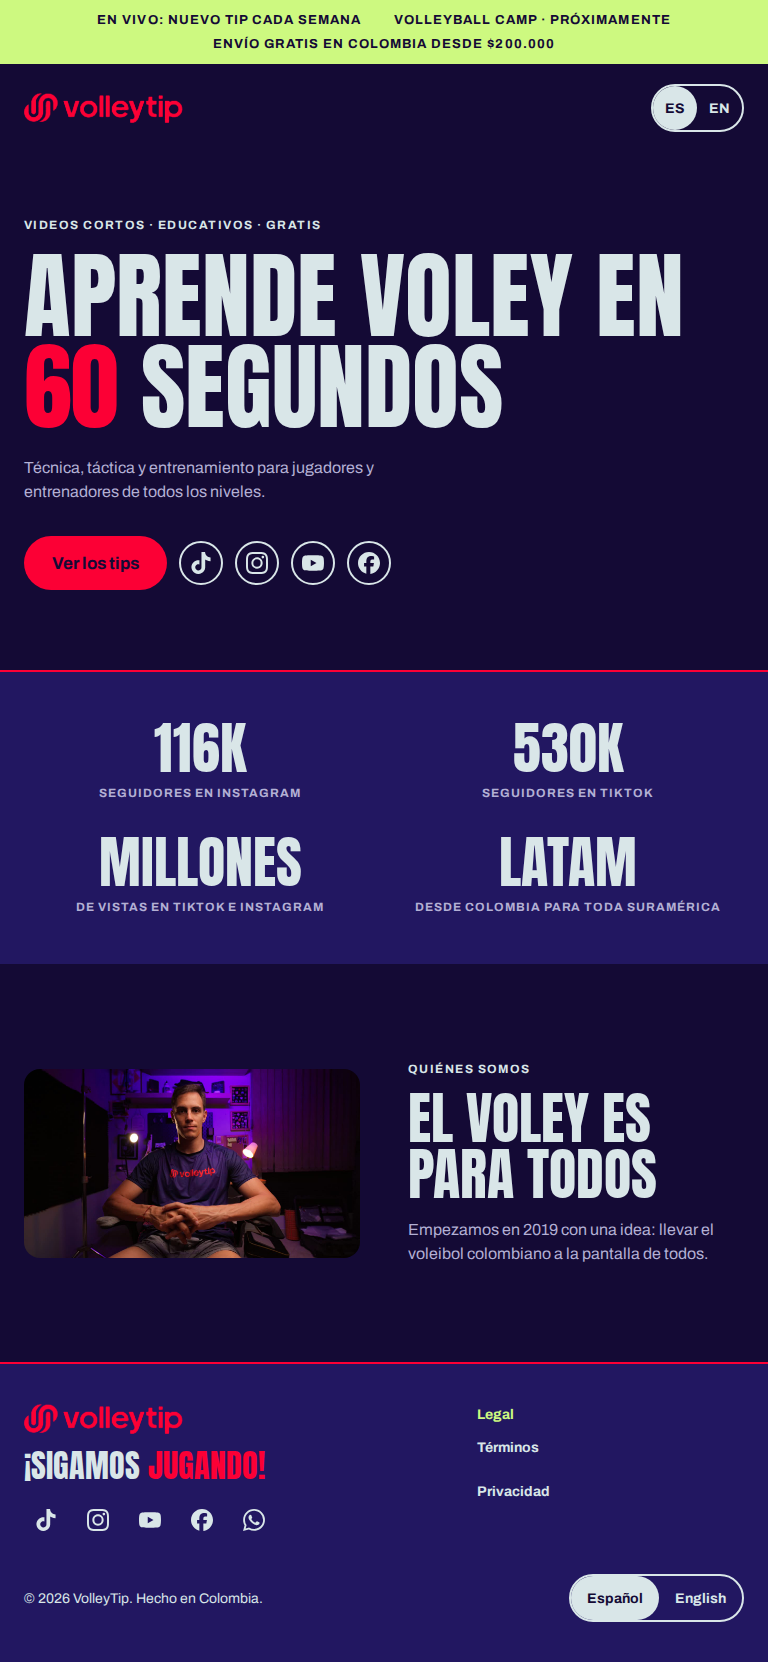 EN VIVO: NUEVO TIP CADA SEMANA VOLLEYBALL CAMP · PRÓXIMAMENTE
ENVÍO GRATIS EN COLOMBIA DESDE $200.000
volleytip
ES EN
VIDEOS CORTOS · EDUCATIVOS · GRATIS
APRENDE VOLEY EN
60 SEGUNDOS
Técnica, táctica y entrenamiento para jugadores y
entrenadores de todos los niveles.
Ver los tips
116K
SEGUIDORES EN INSTAGRAM
530K
SEGUIDORES EN TIKTOK
MILLONES
DE VISTAS EN TIKTOK E INSTAGRAM
LATAM
DESDE COLOMBIA PARA TODA SURAMÉRICA
volleytip
QUIÉNES SOMOS
EL VOLEY ES
PARA TODOS
Empezamos en 2019 con una idea: llevar el
voleibol colombiano a la pantalla de todos.
volleytip
¡SIGAMOS JUGANDO!
Legal
Términos
Privacidad
© 2026 VolleyTip. Hecho en Colombia.
Español English